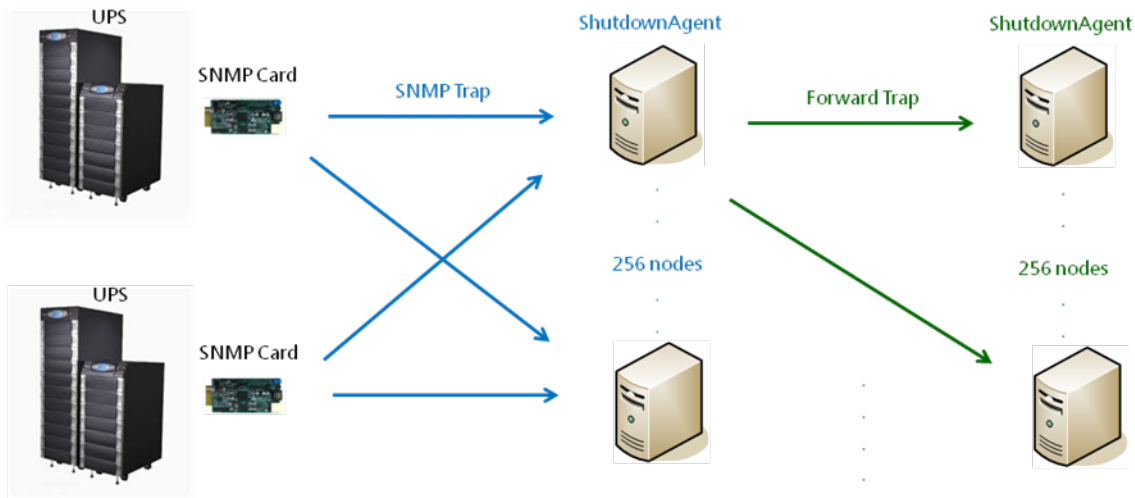 UPS
SNMP Card
SNMP Trap
ShutdownAgent
Forward Trap
ShutdownAgent
256 nodes
256 nodes
UPS
SNMP Card